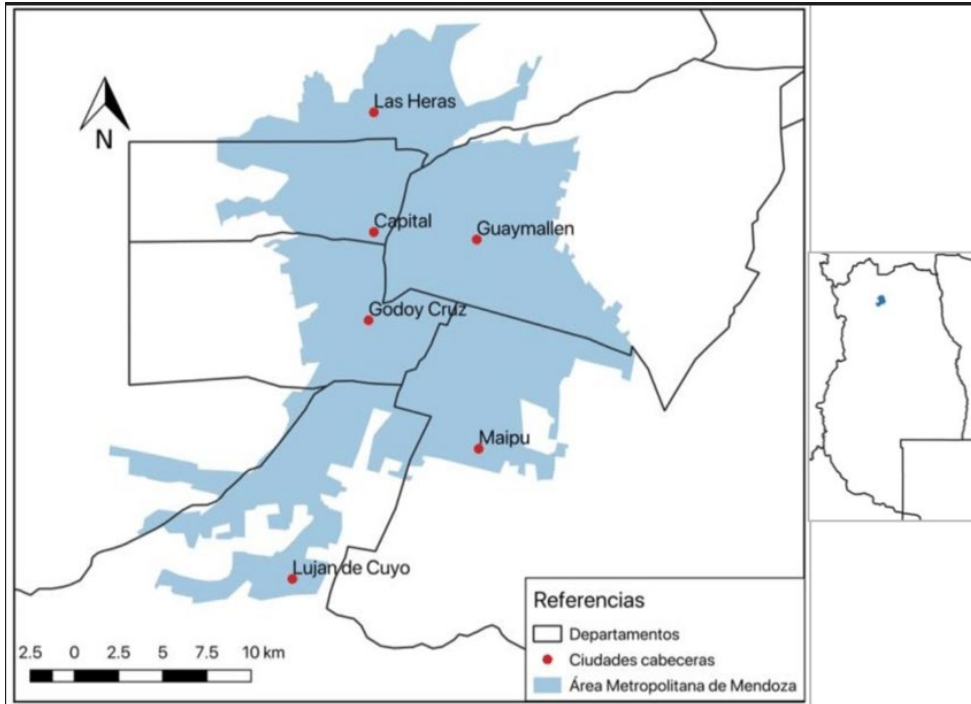 Las Heras
N
Capital
Guaymallen
Godoy Cruz
Maipu
Lujan de Cuyo
Referencias
Departamentos
Ciudades cabeceras
Área Metropolitana de Mendoza
2.5 0 2.5 5 7.5 10 km